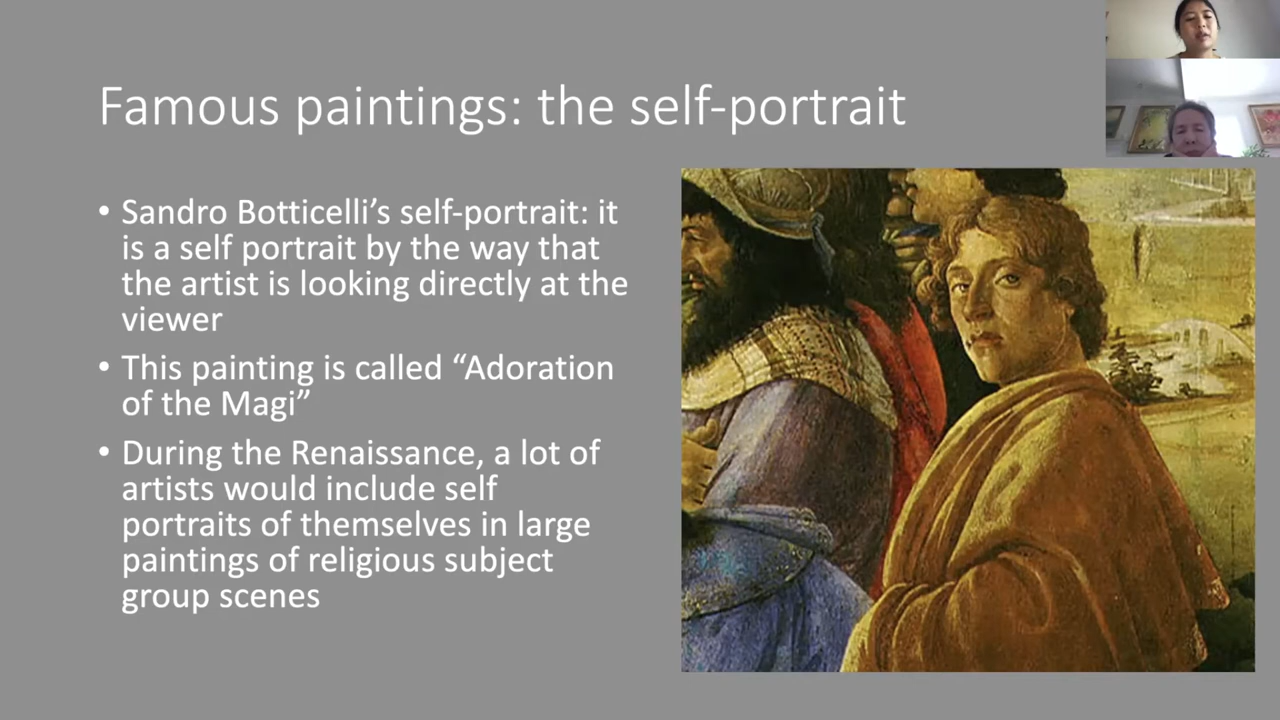 Famous paintings: the self-portrait
• Sandro Botticelli’s self-portrait: it
is a self portrait by the way that
the artist is looking directly at the
viewer
• This painting is called “Adoration
of the Magi”
• During the Renaissance, a lot of
artists would include self
portraits of themselves in large
paintings of religious subject
group scenes